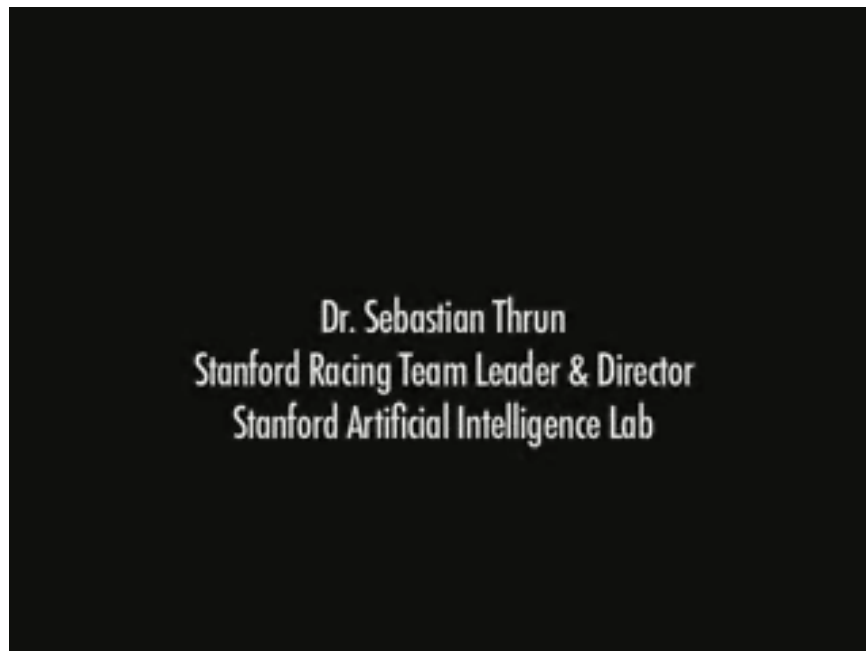 Dr. Sebastian Thrun
Stanford Racing Team Leader & Director
Stanford Artificial Intelligence Lab